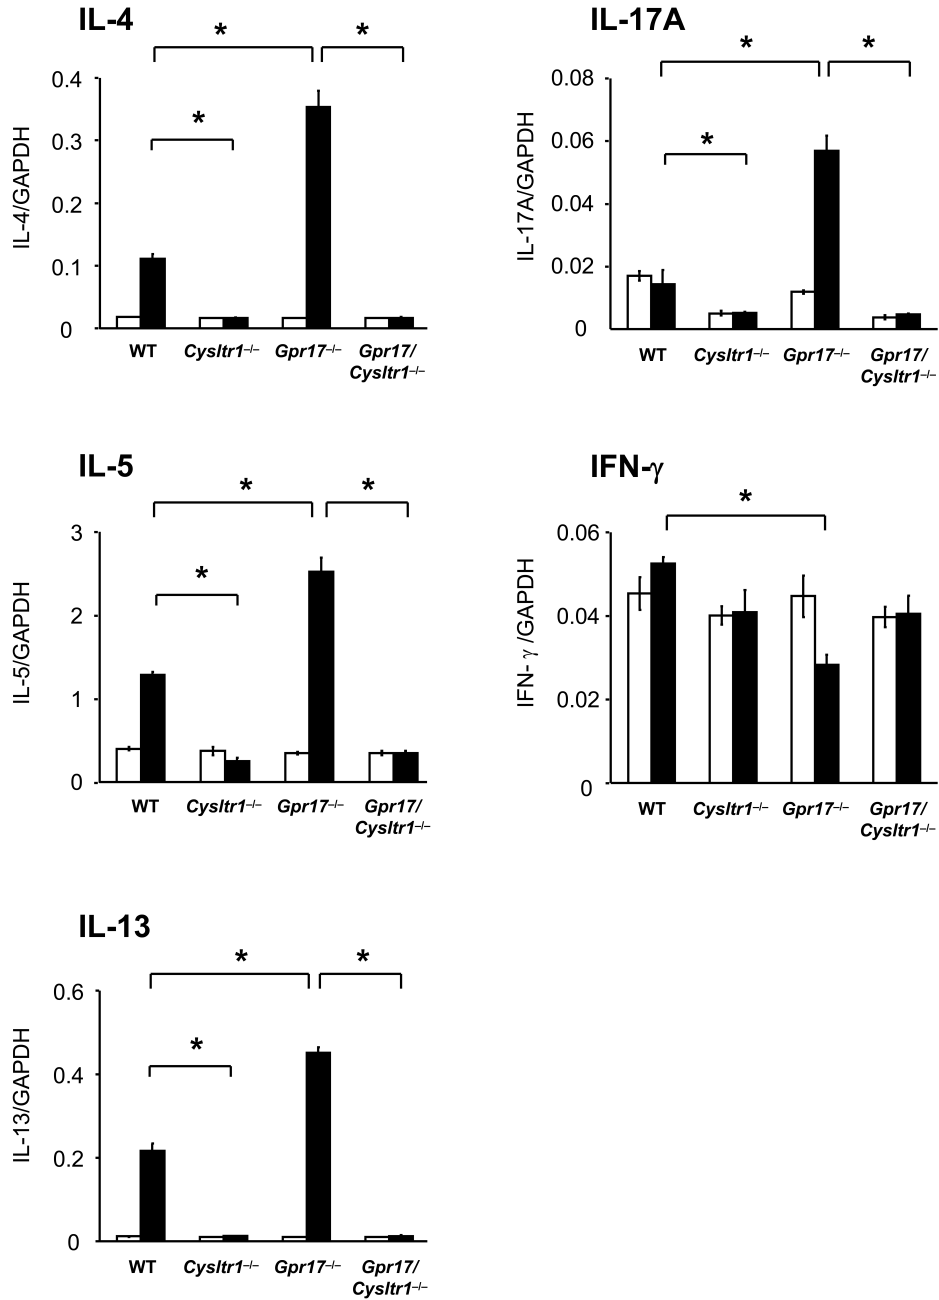 IL-4
*
*
*
0.4
0.3
0.2
0.1
0
IL-4/GAPDH
WT
Cysltr1–/–
Gpr17–/–
Gpr17/
Cysltr1–/–
IL-17A
*
*
*
0.08
0.06
0.04
0.02
0
IL-17A/GAPDH
WT
Cysltr1–/–
Gpr17–/–
Gpr17/
Cysltr1–/–
IL-5
*
*
*
3
2
1
0
IL-5/GAPDH
WT
Cysltr1–/–
Gpr17–/–
Gpr17/
Cysltr1–/–
IFN-γ
*
0.06
0.04
0.02
0
IFN- γ /GAPDH
WT
Cysltr1–/–
Gpr17–/–
Gpr17/
Cysltr1–/–
IL-13
*
*
*
0.6
0.4
0.2
0
IL-13/GAPDH
WT
Cysltr1–/–
Gpr17–/–
Gpr17/
Cysltr1–/–